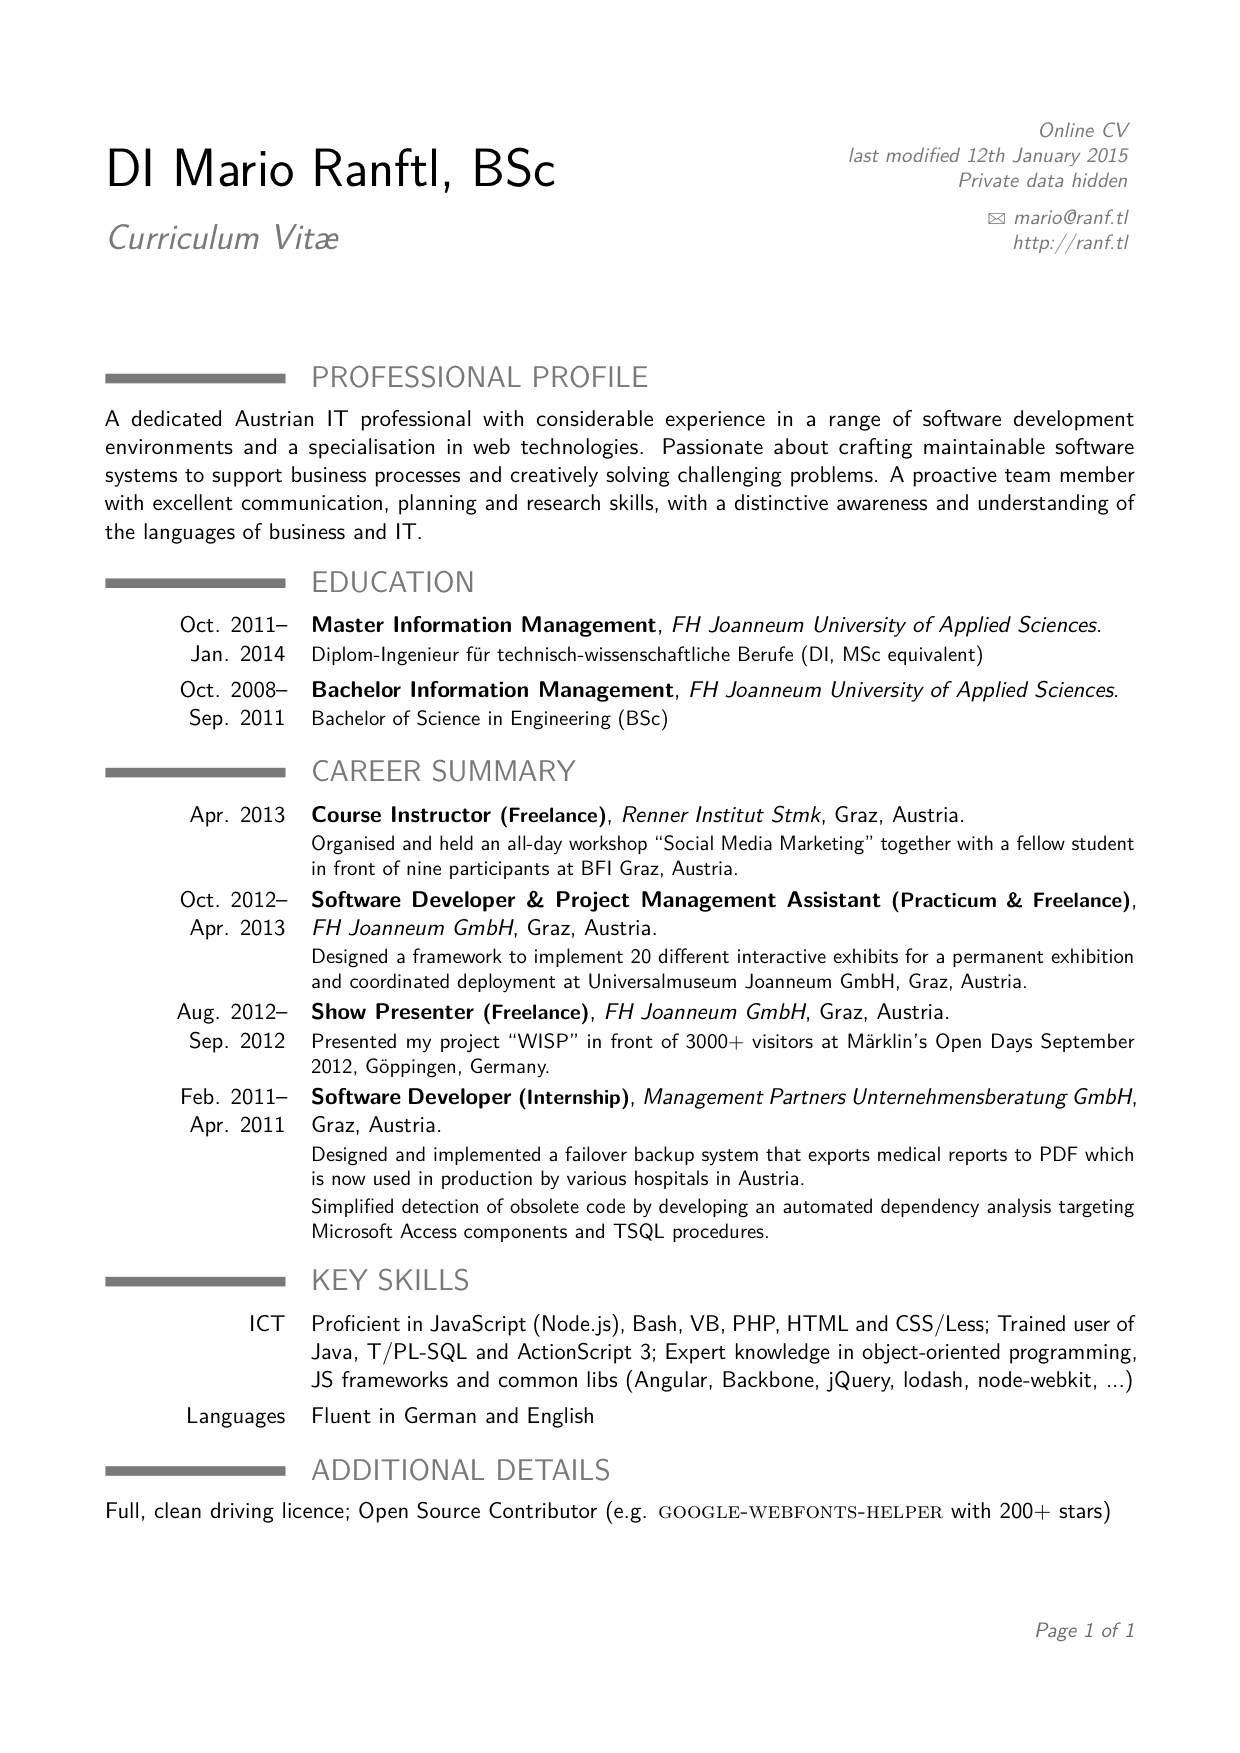 DI Mario Ranftl, BSc
Curriculum Vitæ
Online CV
last modified 12th January 2015
Private data hidden
✉ mario@ranf.tl
http://ranf.tl
PROFESSIONAL PROFILE
A dedicated Austrian IT professional with considerable experience in a range of software development
environments and a specialisation in web technologies. Passionate about crafting maintainable software
systems to support business processes and creatively solving challenging problems. A proactive team member
with excellent communication, planning and research skills, with a distinctive awareness and understanding of
the languages of business and IT.
EDUCATION
Oct. 2011– Master Information Management, FH Joanneum University of Applied Sciences.
Jan. 2014 Diplom-Ingenieur für technisch-wissenschaftliche Berufe (DI, MSc equivalent)
Oct. 2008– Bachelor Information Management, FH Joanneum University of Applied Sciences.
Sep. 2011 Bachelor of Science in Engineering (BSc)
CAREER SUMMARY
Apr. 2013 Course Instructor (Freelance), Renner Institut Stmk, Graz, Austria.
Organised and held an all-day workshop “Social Media Marketing” together with a fellow student
in front of nine participants at BFI Graz, Austria.
Oct. 2012– Software Developer & Project Management Assistant (Practicum & Freelance),
Apr. 2013 FH Joanneum GmbH, Graz, Austria.
Designed a framework to implement 20 different interactive exhibits for a permanent exhibition
and coordinated deployment at Universalmuseum Joanneum GmbH, Graz, Austria.
Aug. 2012– Show Presenter (Freelance), FH Joanneum GmbH, Graz, Austria.
Sep. 2012 Presented my project “WISP” in front of 3000+ visitors at Märklin's Open Days September
2012, Göppingen, Germany.
Feb. 2011– Software Developer (Internship), Management Partners Unternehmensberatung GmbH,
Apr. 2011 Graz, Austria.
Designed and implemented a failover backup system that exports medical reports to PDF which
is now used in production by various hospitals in Austria.
Simplified detection of obsolete code by developing an automated dependency analysis targeting
Microsoft Access components and TSQL procedures.
KEY SKILLS
ICT Proficient in JavaScript (Node.js), Bash, VB, PHP, HTML and CSS/Less; Trained user of
Java, T/PL-SQL and ActionScript 3; Expert knowledge in object-oriented programming,
JS frameworks and common libs (Angular, Backbone, jQuery, lodash, node-webkit, ...)
Languages Fluent in German and English
ADDITIONAL DETAILS
Full, clean driving licence; Open Source Contributor (e.g. GOOGLE-WEBFONTS-HELPER with 200+ stars)
Page 1 of 1